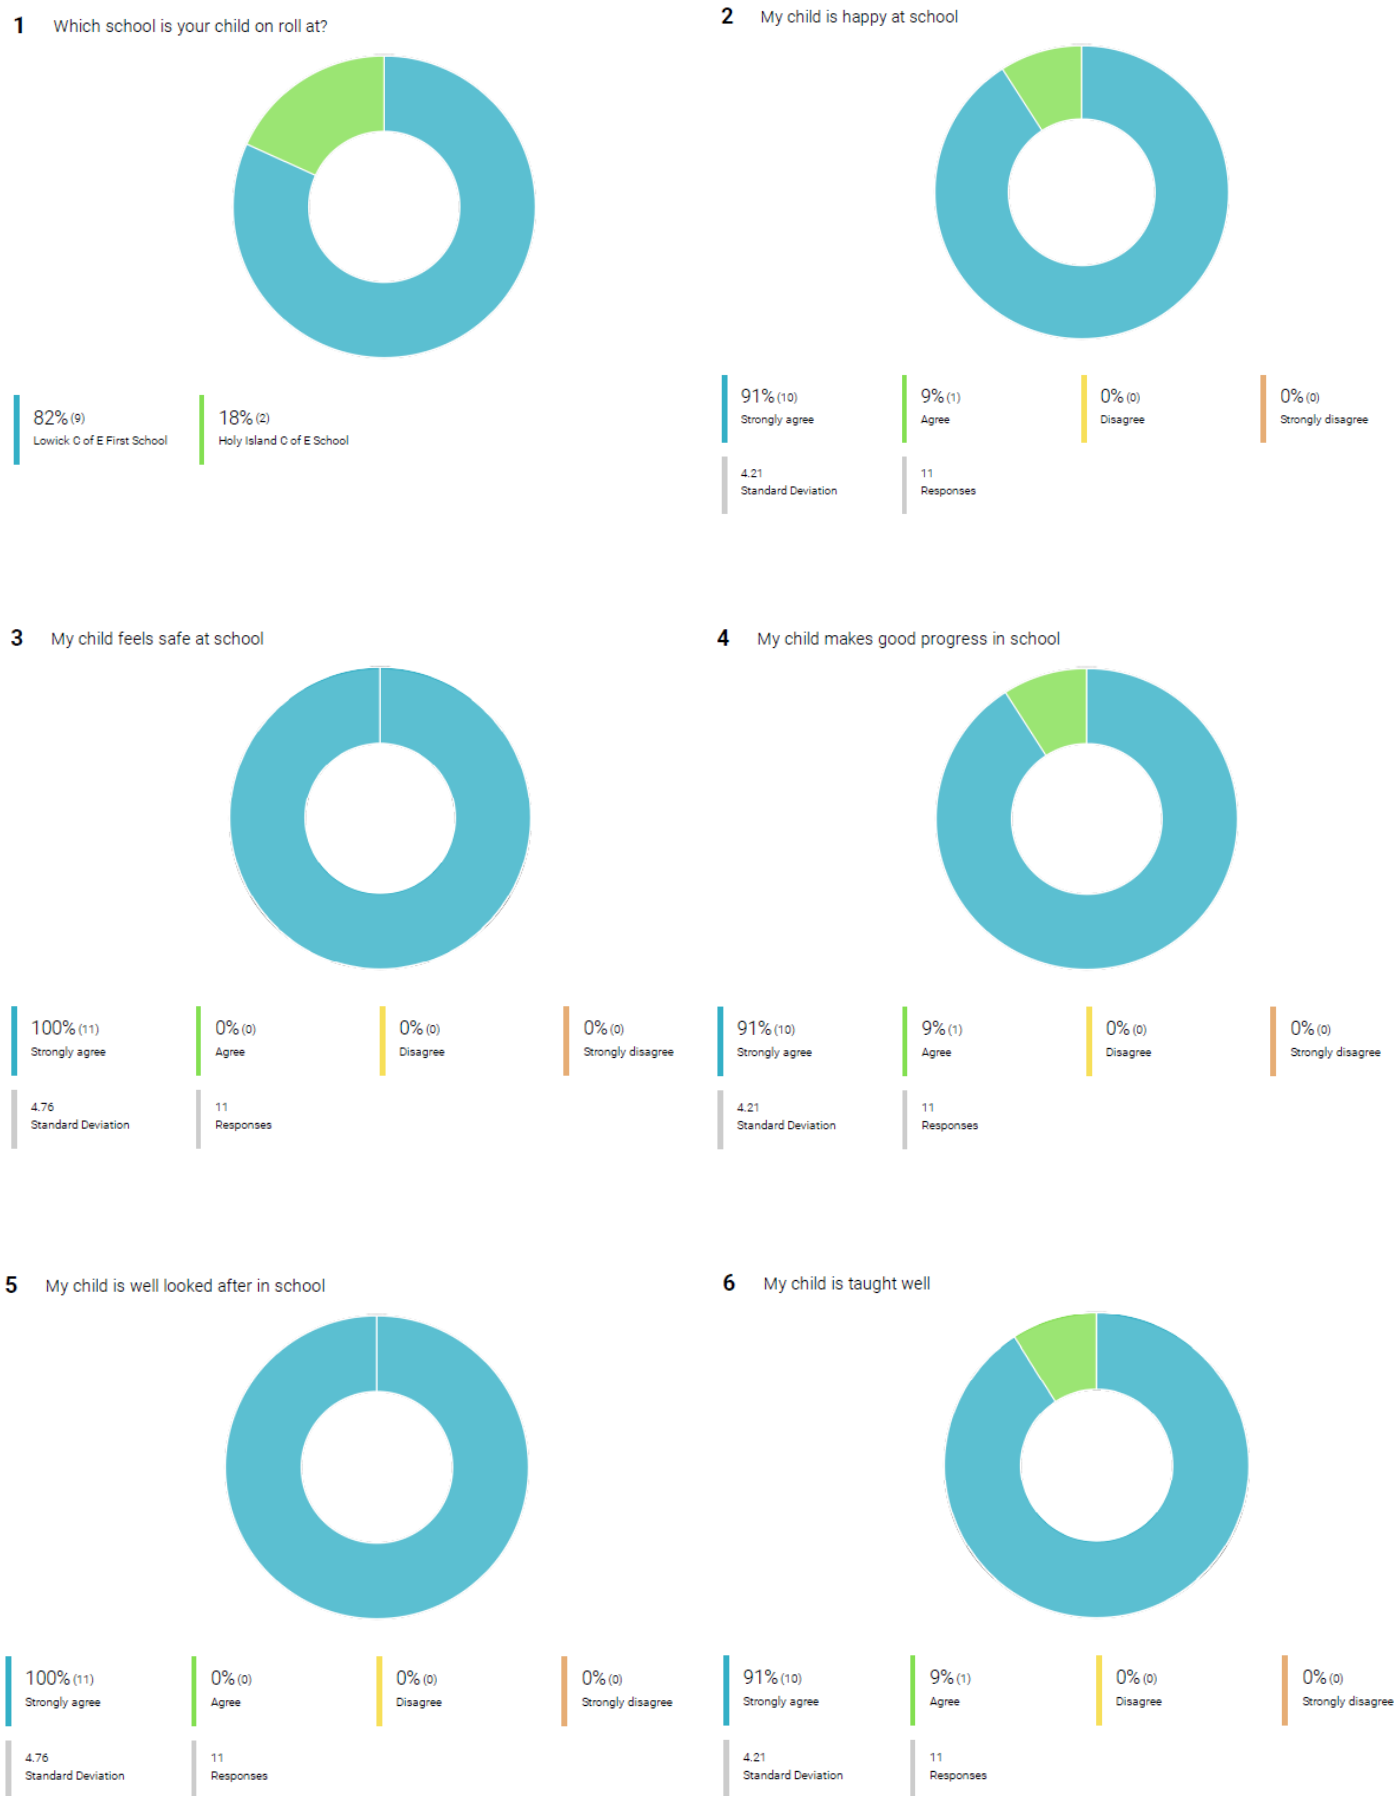 1 Which school is your child on roll at?
82% (9)
Lowick C of E First School
18% (2)
Holy Island C of E School
2 My child is happy at school
91% (10)
Strongly agree
9% (1)
Agree
0% (0)
Disagree
0% (0)
Strongly disagree
4.21
Standard Deviation
11
Responses
3 My child feels safe at school
100% (11)
Strongly agree
0% (0)
Agree
0% (0)
Disagree
0% (0)
Strongly disagree
4.76
Standard Deviation
11
Responses
4 My child makes good progress in school
91% (10)
Strongly agree
9% (1)
Agree
0% (0)
Disagree
0% (0)
Strongly disagree
4.21
Standard Deviation
11
Responses
5 My child is well looked after in school
100% (11)
Strongly agree
0% (0)
Agree
0% (0)
Disagree
0% (0)
Strongly disagree
4.76
Standard Deviation
11
Responses
6 My child is taught well
91% (10)
Strongly agree
9% (1)
Agree
0% (0)
Disagree
0% (0)
Strongly disagree
4.21
Standard Deviation
11
Responses